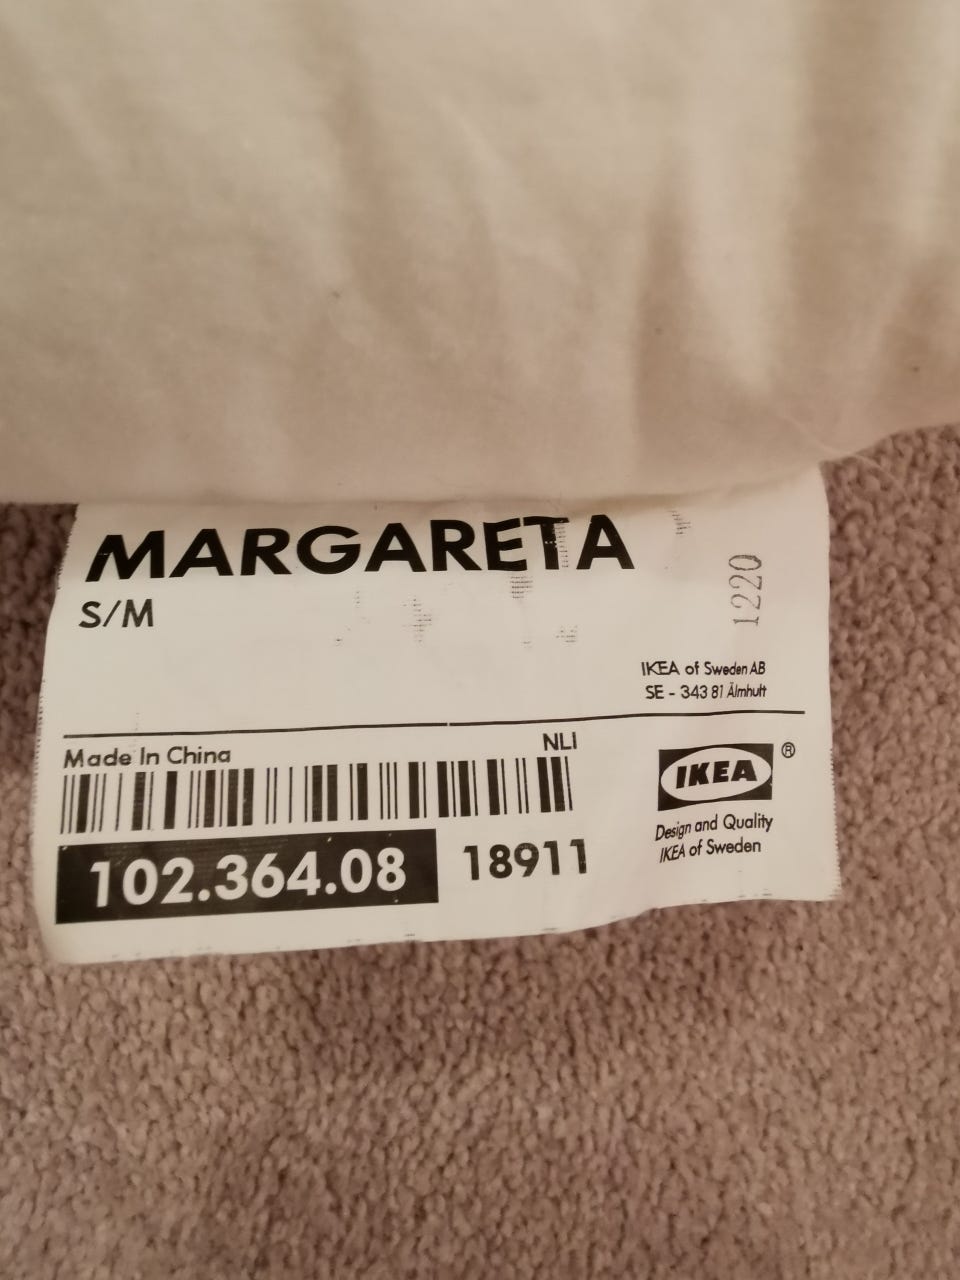 MARGARETA
S/M
1220
IKEA of Sweden AB
SE - 343 81 Älmhult
Made In China
NLI
102.364.08
18911
IKEA®
Design and Quality
IKEA of Sweden